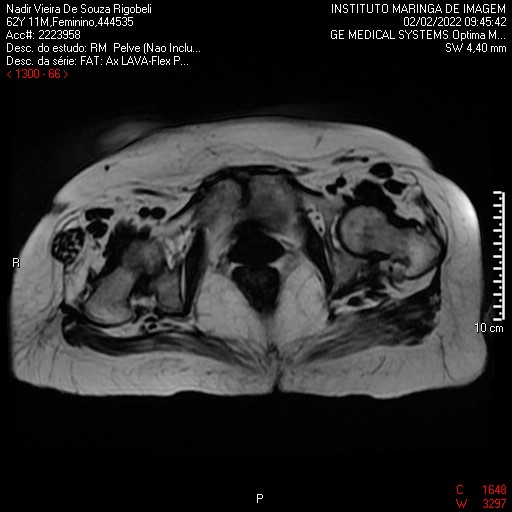 Nadir Vieira De Souza Rigobeli
62Y 11M,Feminino,444535
Acc#: 2223958
Desc. do estudo: RM Pelve (Nao Inclu...
Desc. da série: FAT: Ax LAVA-Flex P...
< 1300 - 66 >
INSTITUTO MARINGA DE IMAGEM
02/02/2022 09:45:42
GE MEDICAL SYSTEMS Optima M...
SW 4,40 mm
R
10 cm
P
C 1648
W 3297